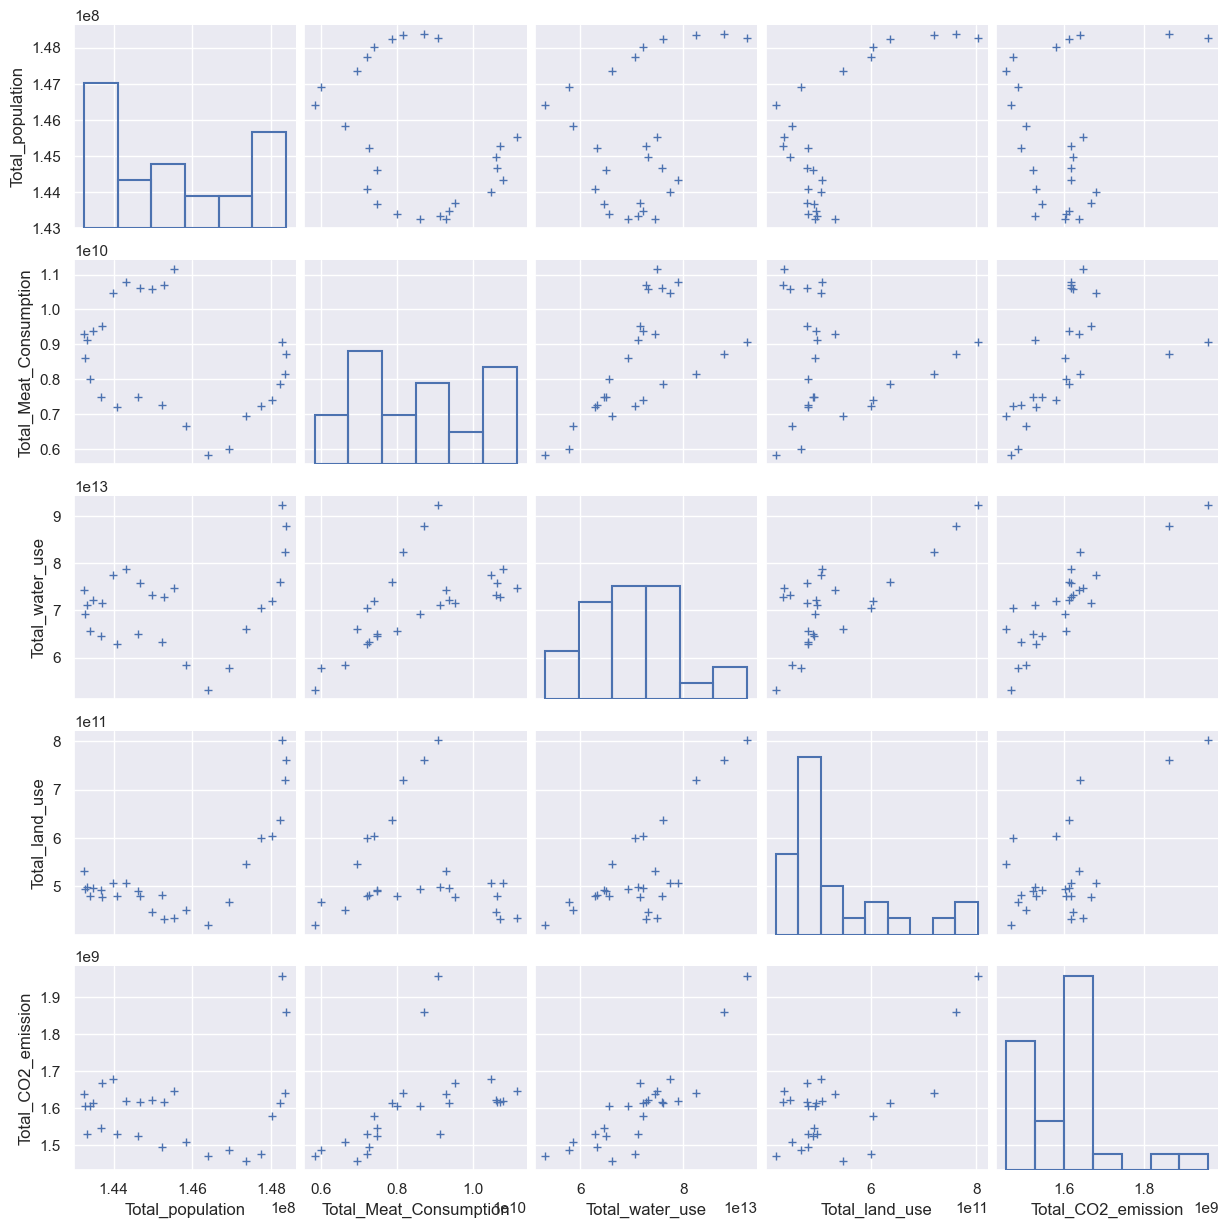 1e8
1.48
1.47
1.46
1.45
1.44
1.43
Total_population
1e10
1.1
1.0
0.9
0.8
0.7
0.6
Total_Meat_Consumption
1e13
9
8
7
6
Total_water_use
1e11
8
7
6
5
Total_land_use
1e9
1.9
1.8
1.7
1.6
1.5
Total_CO2_emission
1.44 1.46 1.48 0.6 0.8 1.0 6 8 6 8 1.6 1.8
Total_population 1e8 Total_Meat_Consumption 1e10 Total_water_use 1e13 Total_land_use 1e11 Total_CO2_emission 1e9